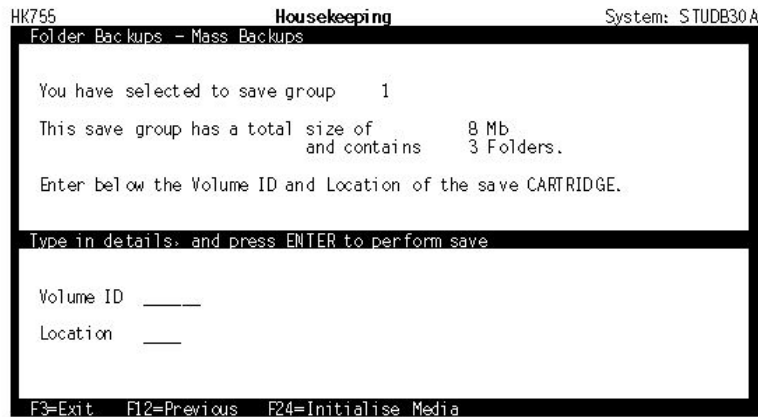 HK755 Housekeeping System: STUDB30A
Folder Backups - Mass Backups
You have selected to save group 1
This save group has a total size of 8 Mb
and contains 3 Folders.
Enter below the Volume ID and Location of the save CARTRIDGE.
Type in details, and press ENTER to perform save
Volume ID ______
Location ____
F3=Exit F12=Previous F24=Initialise Media